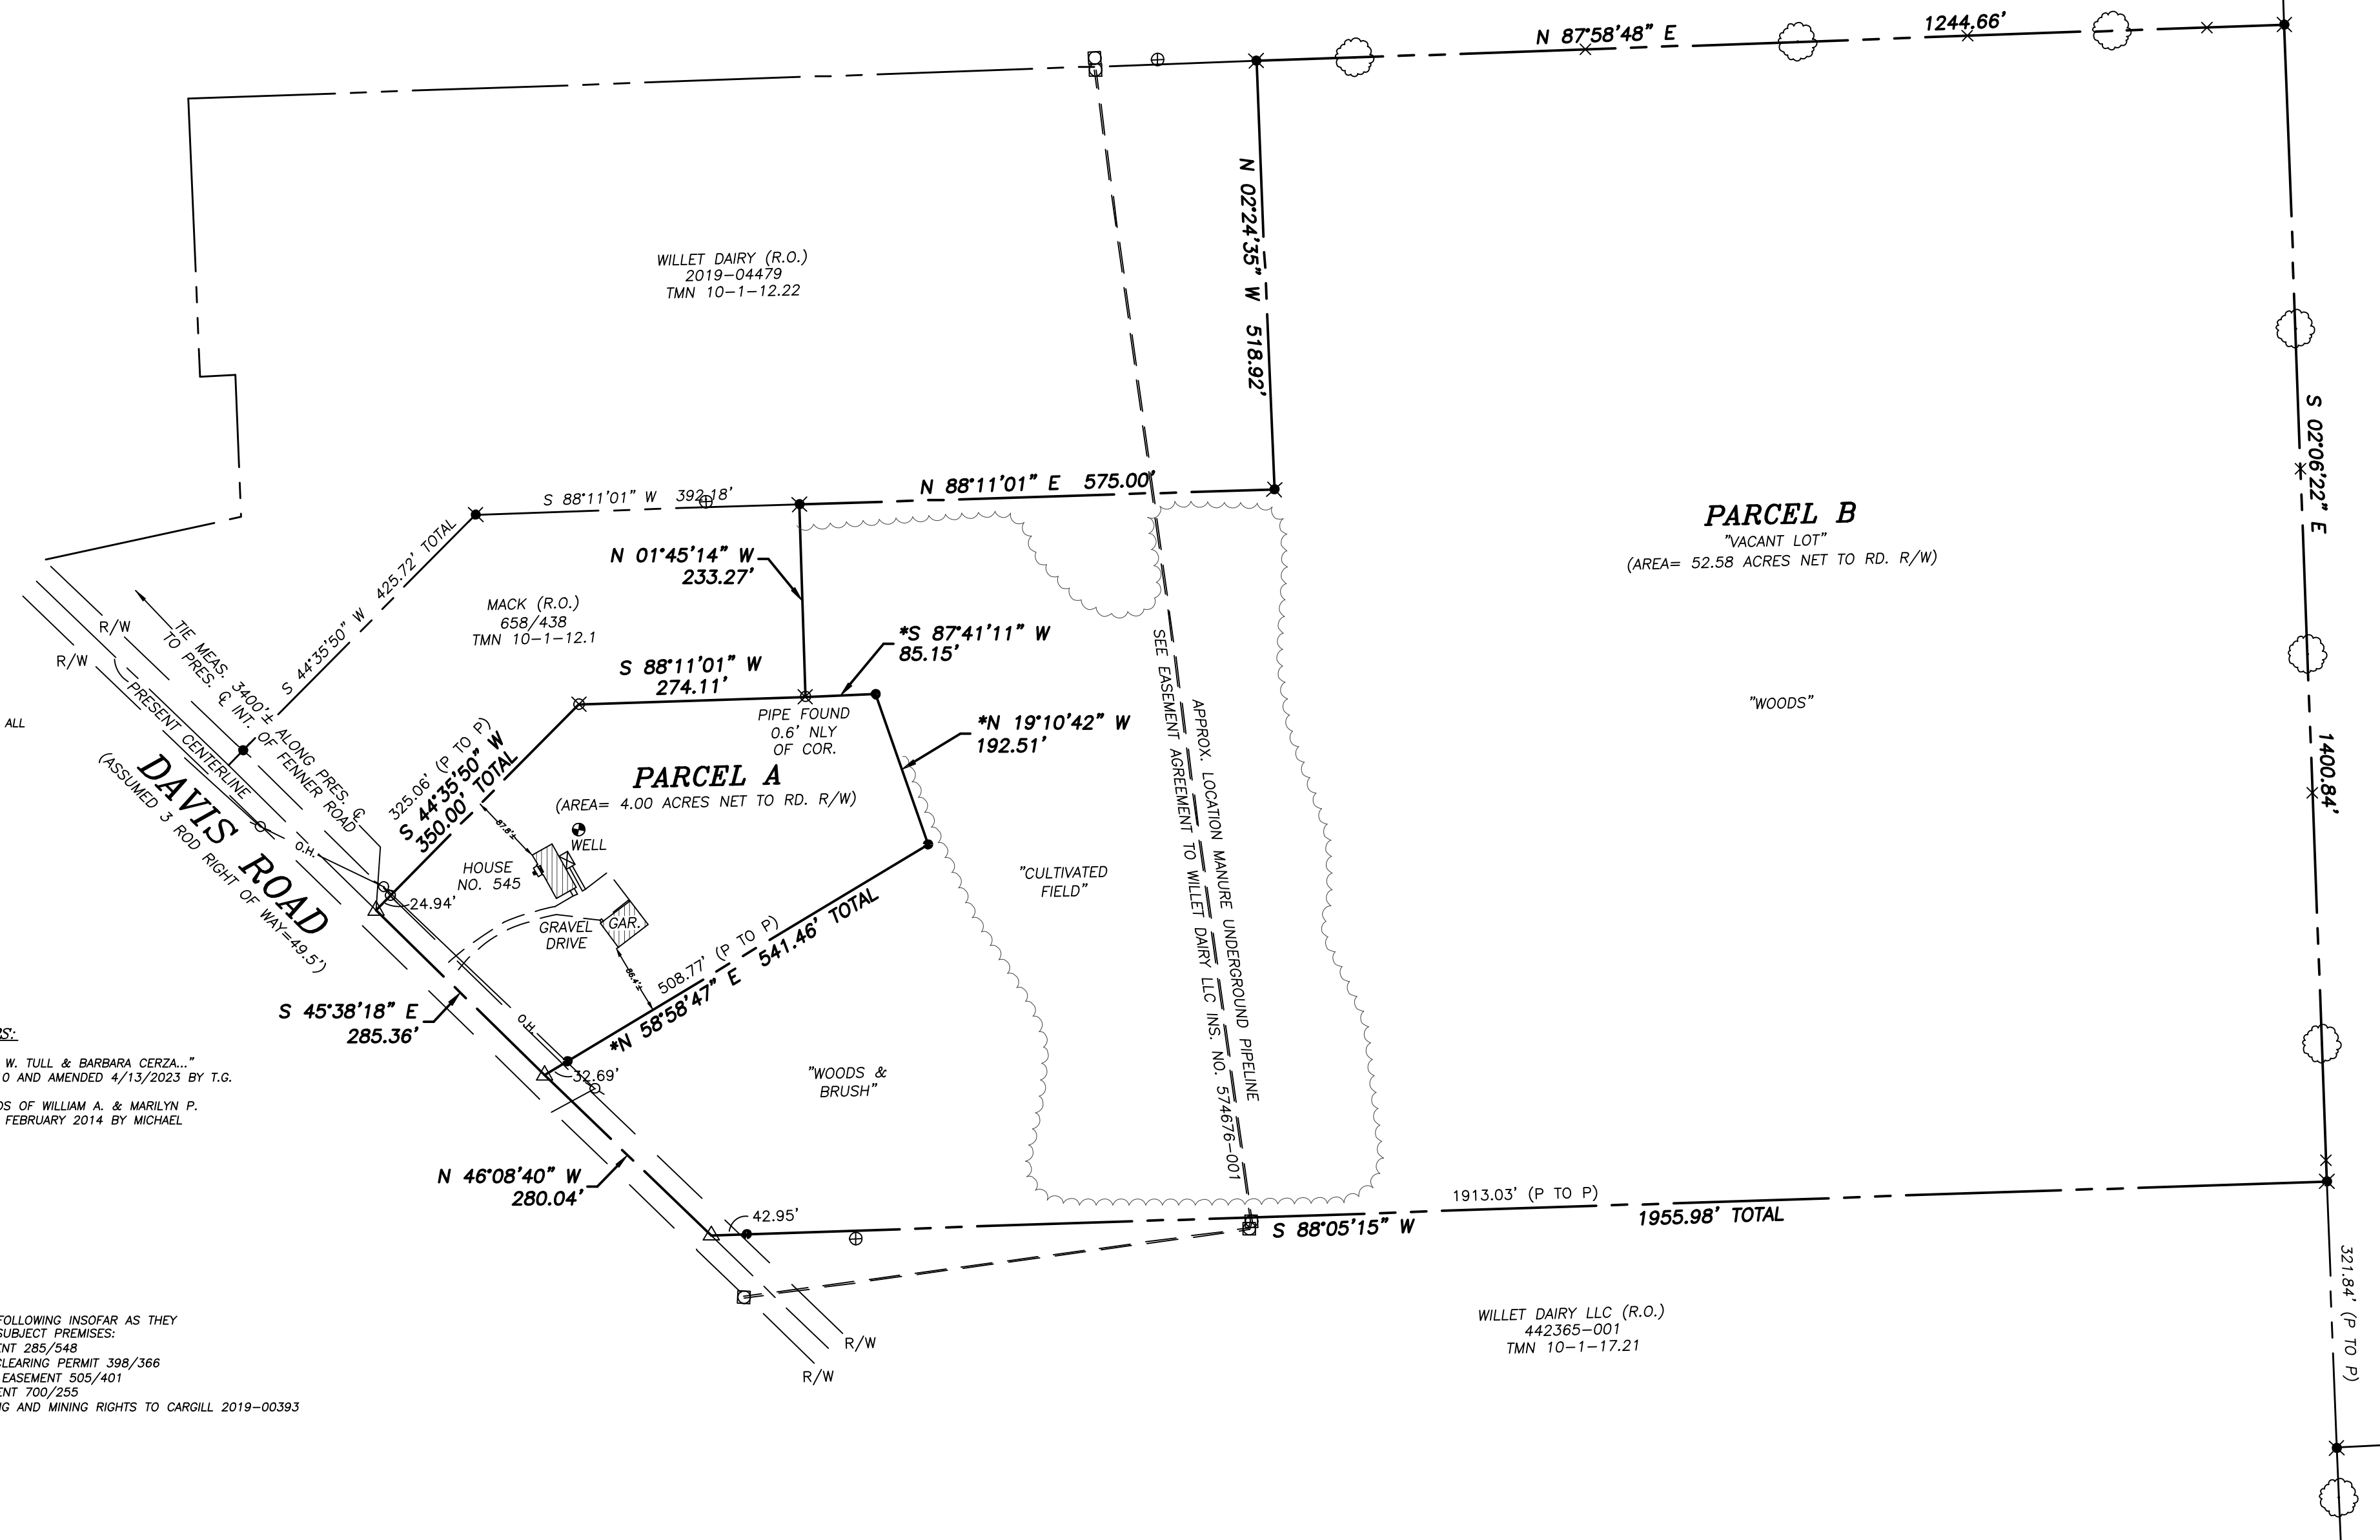 N 87°58'48" E
1244.66'
N 02°24'35" W 518.92'
WILLET DAIRY (R.O.)
2019-04479
TMN 10-1-12.22
S 02°06'22" E
1400.84'
S 88°11'01" W 392.18'
N 88°11'01" E 575.00'
PARCEL B
"VACANT LOT"
(AREA= 52.58 ACRES NET TO RD. R/W)
"WOODS"
S 44°35'50" W 425.72' TOTAL
N 01°45'14" W
233.27'
MACK (R.O.)
658/438
TMN 10-1-12.1
*S 87°41'11" W
85.15'
S 88°11'01" W
274.11'
PIPE FOUND
0.6' NLY
OF COR.
*N 19°10'42" W
192.51'
R/W
R/W
TIE MEAS. 3400'± ALONG PRES. ℄
TO PRES. ℄ INT. OF FENNER ROAD
PRESENT CENTERLINE
DAVIS ROAD
(ASSUMED 3 ROD RIGHT OF WAY=49.5')
ALL
325.06' (P TO P)
S 44°35'50" W
350.00' TOTAL
PARCEL A
(AREA= 4.00 ACRES NET TO RD. R/W)
87.8'±
WELL
HOUSE
NO. 545
O.H.
24.94'
GRAVEL
DRIVE
GAR.
86.4'±
508.77' (P TO P)
*N 58°58'47" E 541.46' TOTAL
"CULTIVATED
FIELD"
APPROX. LOCATION MANURE UNDERGROUND PIPELINE
SEE EASEMENT AGREEMENT TO WILLET DAIRY LLC INS. NO. 574676-001
S 45°38'18" E
285.36'
O.H.
32.69'
"WOODS &
BRUSH"
N 46°08'40" W
280.04'
42.95'
S 88°05'15" W
1913.03' (P TO P)
1955.98' TOTAL
321.84' (P TO P)
WILLET DAIRY LLC (R.O.)
442365-001
TMN 10-1-17.21
R/W
R/W
W. TULL & BARBARA CERZA..."
0 AND AMENDED 4/13/2023 BY T.G.
OF WILLIAM A. & MARILYN P.
FEBRUARY 2014 BY MICHAEL
FOLLOWING INSOFAR AS THEY
SUBJECT PREMISES:
285/548
CLEARING PERMIT 398/366
EASEMENT 505/401
700/255
AND MINING RIGHTS TO CARGILL 2019-00393